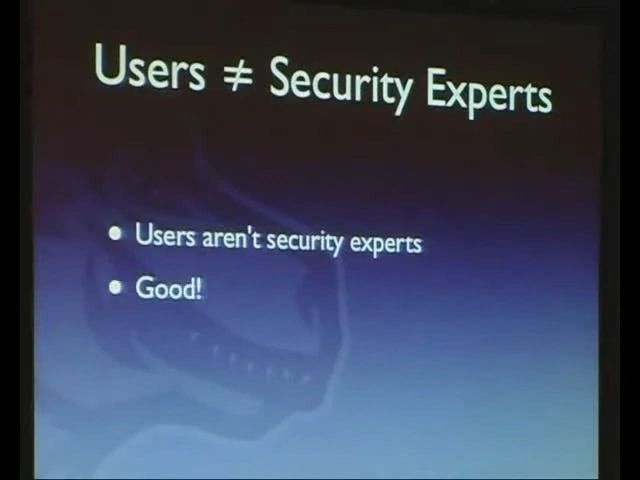 Users ≠ Security Experts
• Users aren't security experts
• Good!